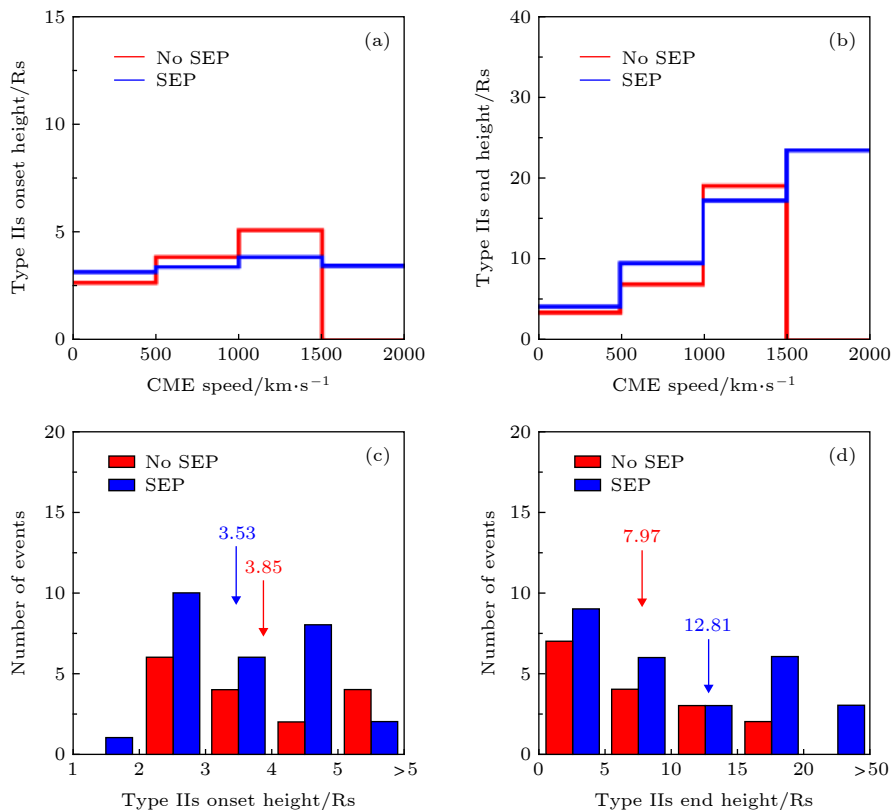 (a)
No SEP
SEP
Type IIs onset height/Rs
15
10
5
0
0 500 1000 1500 2000
CME speed/km·s⁻¹
(b)
No SEP
SEP
Type IIs end height/Rs
40
30
20
10
0
0 500 1000 1500 2000
CME speed/km·s⁻¹
(c)
No SEP
SEP
3.53
3.85
Number of events
20
15
10
5
0
1 2 3 4 5 >5
Type IIs onset height/Rs
(d)
No SEP
SEP
7.97
12.81
Number of events
20
15
10
5
0
0 5 10 15 20 >50
Type IIs end height/Rs